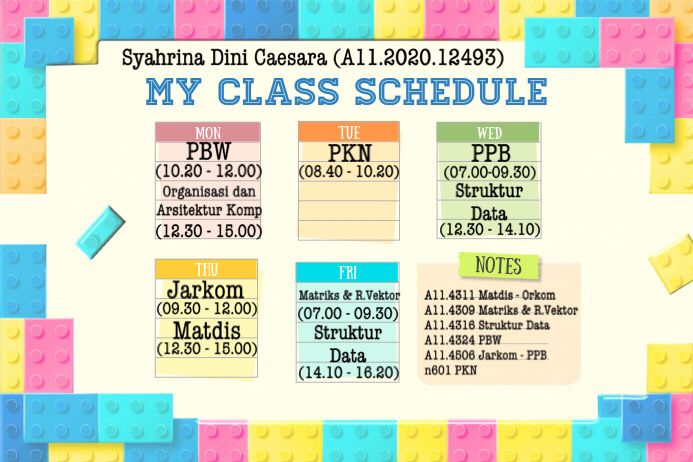 Syahrina Dini Caesara (A11.2020.12493)
MY CLASS SCHEDULE
MON
PBW
(10.20 - 12.00)
Organisasi dan
Arsitektur Komp
(12.30 - 15.00)
TUE
PKN
(08.40 - 10.20)
WED
PPB
(07.00-09.30)
Struktur
Data
(12.30 - 14.10)
THU
Jarkom
(09.30 - 12.00)
Matdis
(12.30 - 15.00)
FRI
Matriks & R.Vektor
(07.00 - 09.30)
Struktur
Data
(14.10 - 16.20)
NOTES
A11.4311 Matdis - Orkom
A11.4309 Matriks & R.Vektor
A11.4316 Struktur Data
A11.4324 PBW
A11.4506 Jarkom - PPB
n601 PKN